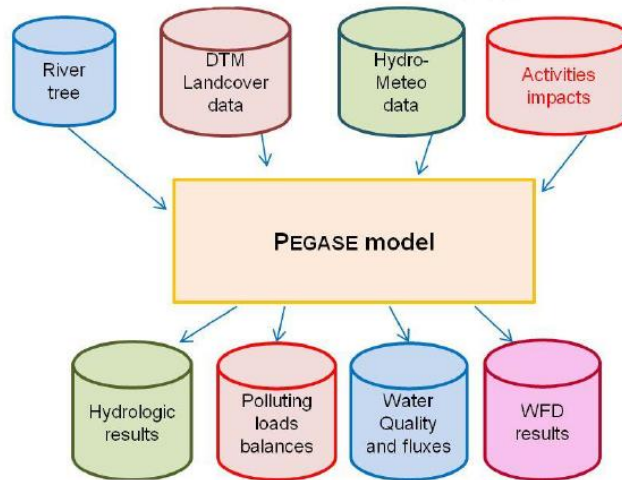 River
tree
DTM
Landcover
data
Hydro-
Meteo
data
Activities
impacts
PEGASE model
Hydrologic
results
Polluting
loads
balances
Water
Quality
and fluxes
WFD
results